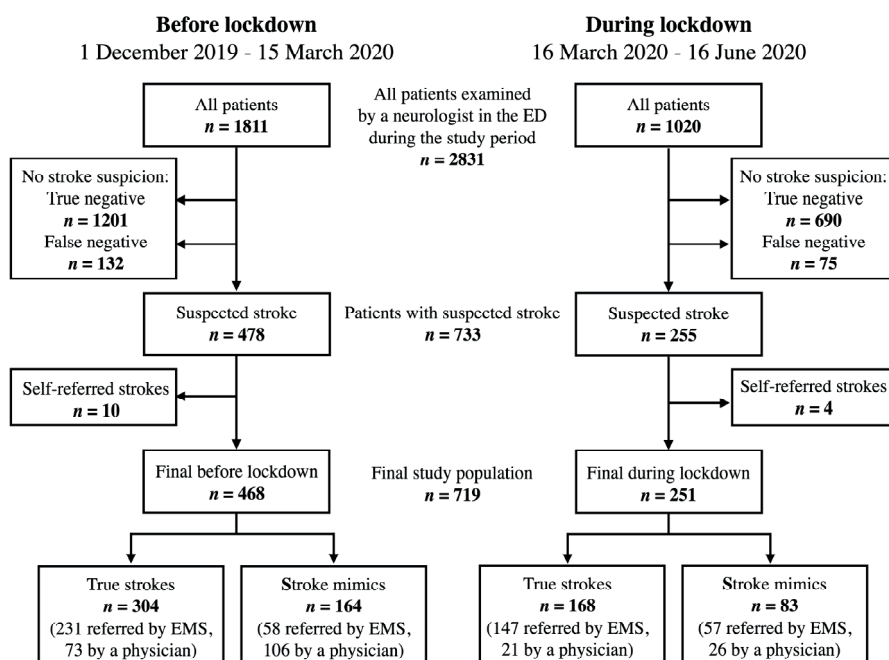 Before lockdown
1 December 2019 - 15 March 2020
During lockdown
16 March 2020 - 16 June 2020
All patients
n = 1811
All patients examined
by a neurologist in the ED
during the study period
n = 2831
All patients
n = 1020
No stroke suspicion:
True negative
n = 1201
False negative
n = 132
No stroke suspicion:
True negative
n = 690
False negative
n = 75
Suspected stroke
n = 478
Patients with suspected stroke
n = 733
Suspected stroke
n = 255
Self-referred strokes
n = 10
Self-referred strokes
n = 4
Final before lockdown
n = 468
Final study population
n = 719
Final during lockdown
n = 251
True strokes
n = 304
(231 referred by EMS,
73 by a physician)
Stroke mimics
n = 164
(58 referred by EMS,
106 by a physician)
True strokes
n = 168
(147 referred by EMS,
21 by a physician)
Stroke mimics
n = 83
(57 referred by EMS,
26 by a physician)